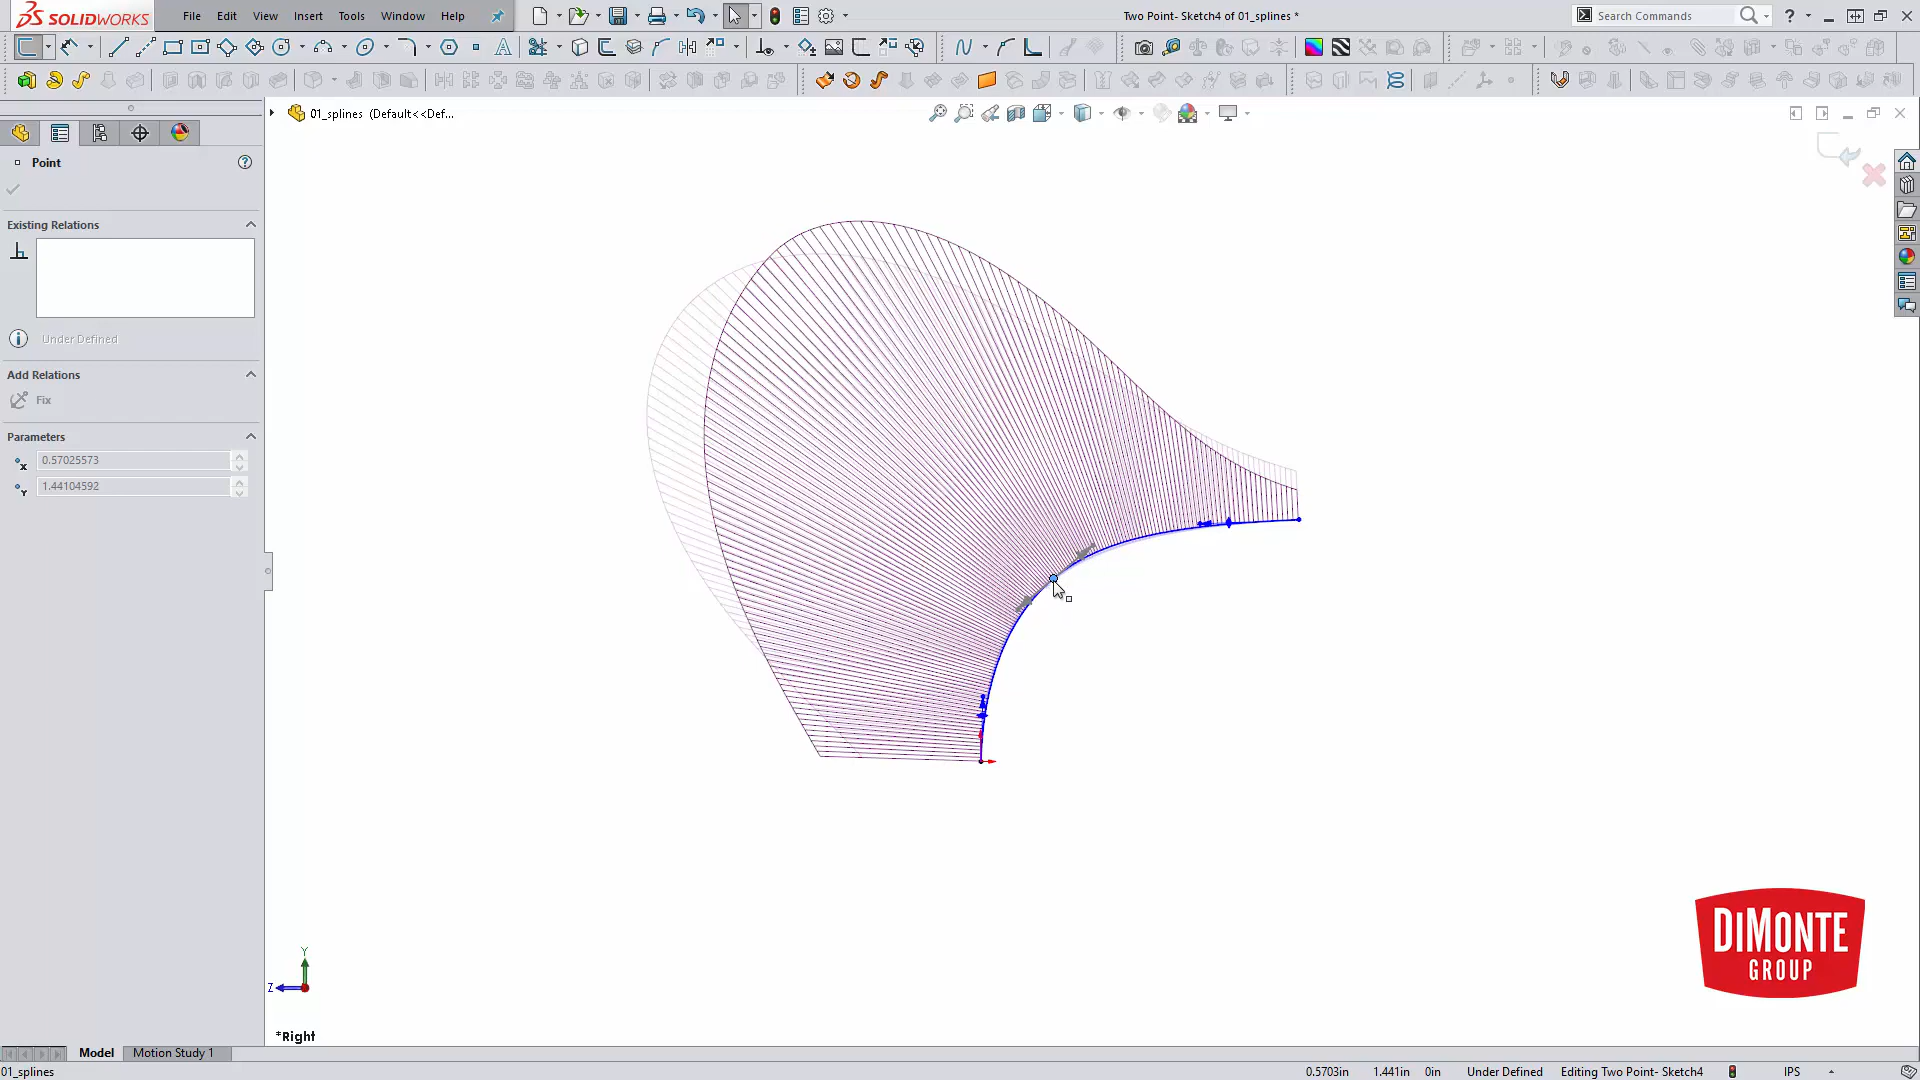 SOLIDWORKS
File Edit View Insert Tools Window Help
Two Point- Sketch4 of 01_splines *
Search Commands
01_splines (Default<<Def...
Point
Existing Relations
Under Defined
Add Relations
Fix
Parameters
X 0.57025573
Y 1.44104592
Y
Z
*Right
DIMONTE
GROUP
Model Motion Study 1
01_splines
0.5703in 1.441in 0in Under Defined Editing Two Point- Sketch4 IPS